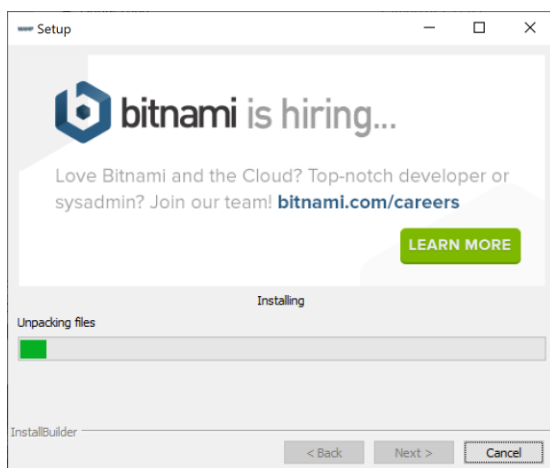 Setup
bitnami is hiring...
Love Bitnami and the Cloud? Top-notch developer or
sysadmin? Join our team! bitnami.com/careers
LEARN MORE
Installing
Unpacking files
InstallBuilder
< Back
Next >
Cancel